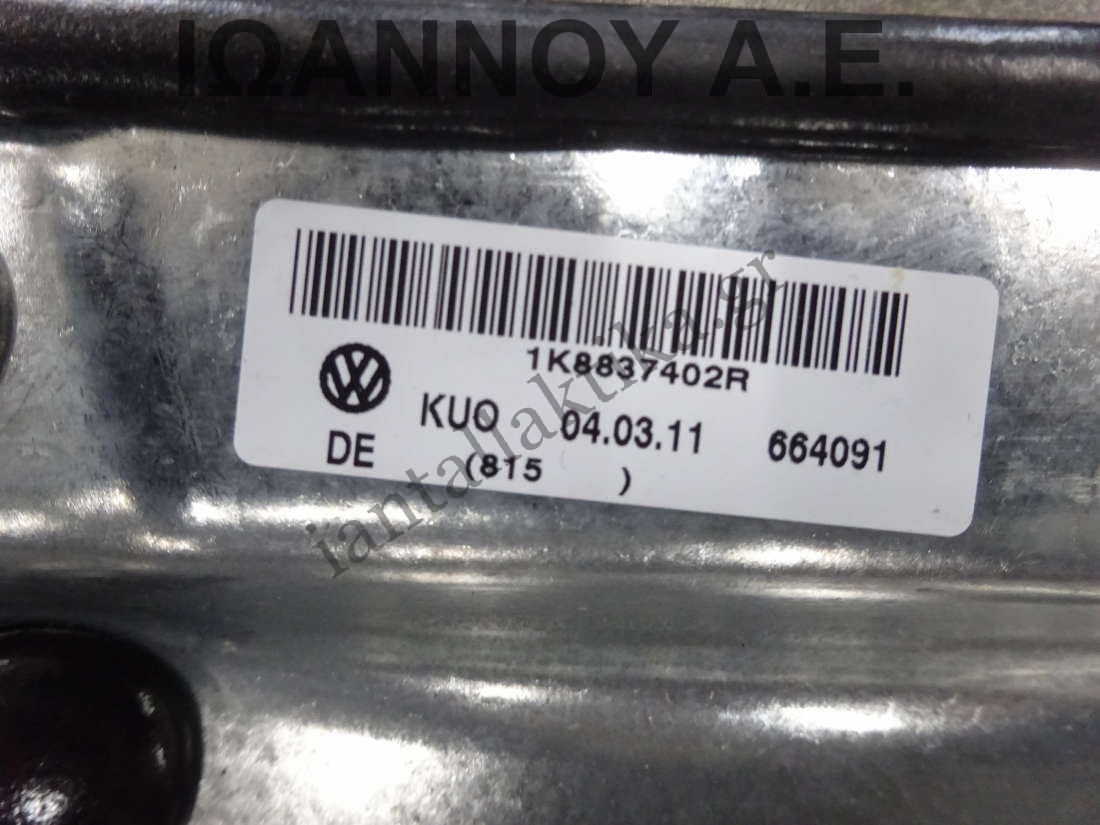 ΙΩΑΝΝΟΥ Α.Ε.
1K8837402R
KUO 04.03.11 664091
DE (815 )
iantallaktika.gr